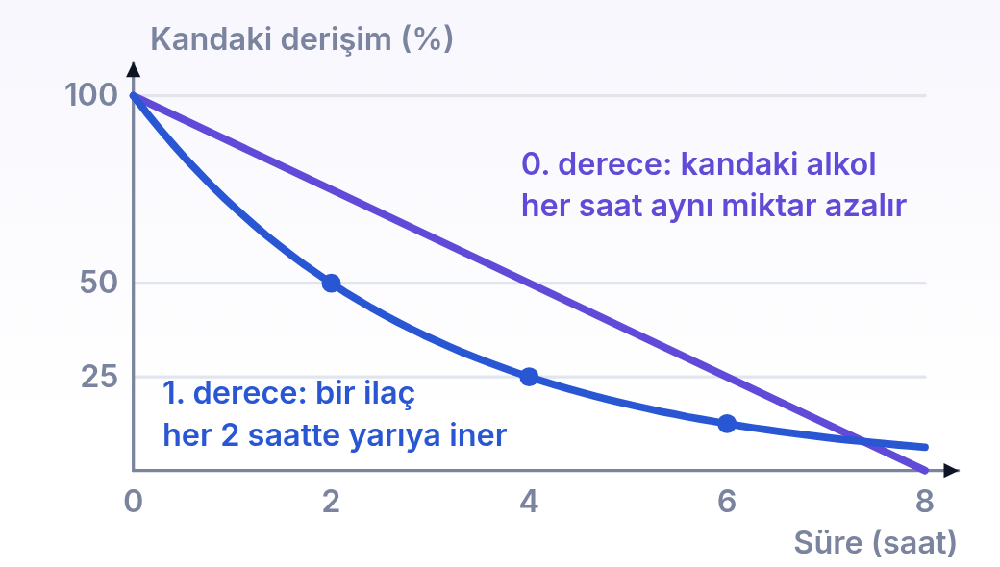 Kandaki derişim (%)
100
0. derece: kandaki alkol
her saat aynı miktar azalır
50
25
1. derece: bir ilaç
her 2 saatte yarıya iner
0 2 4 6 8
Süre (saat)